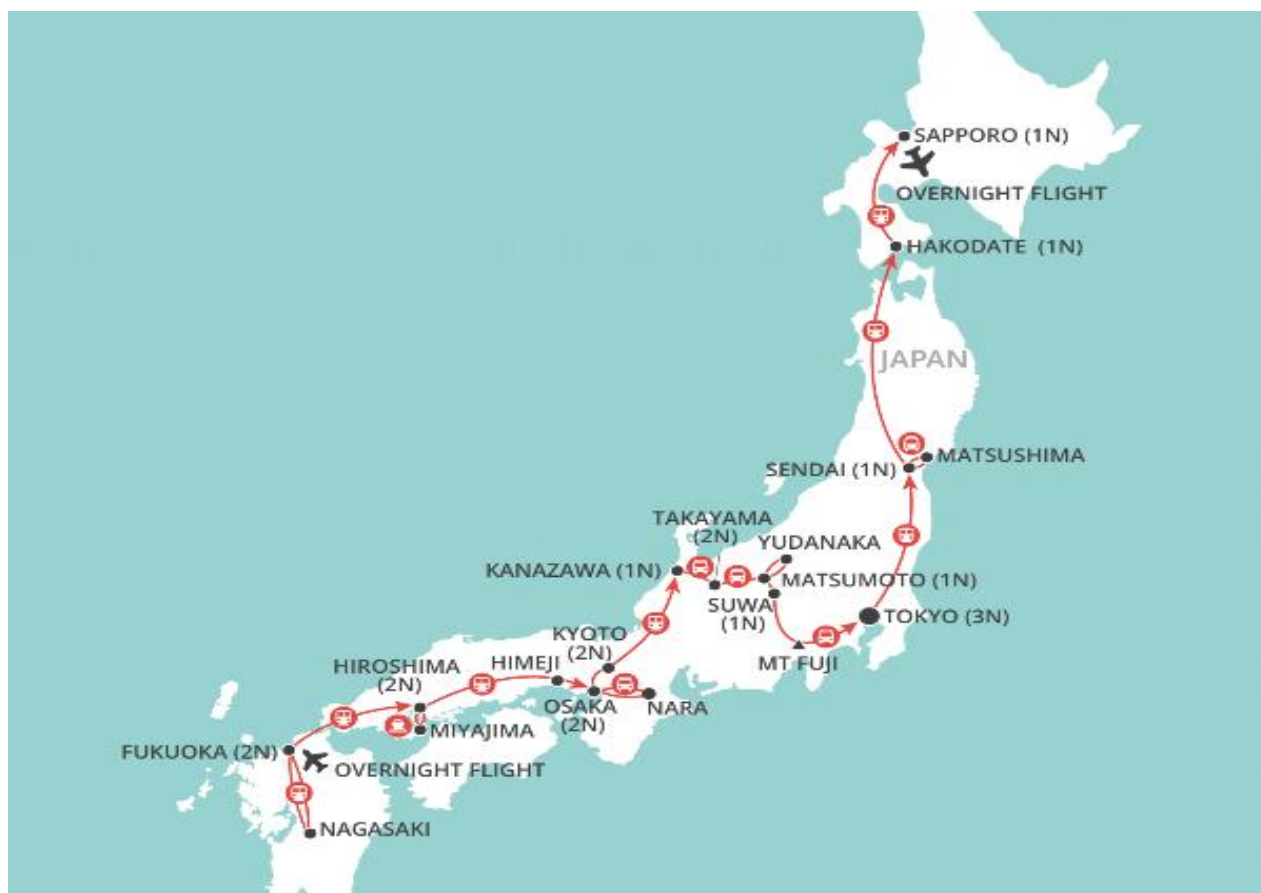 SAPPORO (1N)
OVERNIGHT FLIGHT
HAKODATE (1N)
JAPAN
MATSUSHIMA
SENDAI (1N)
TAKAYAMA
(2N)
YUDANAKA
KANAZAWA (1N)
MATSUMOTO (1N)
SUWA
(1N)
TOKYO (3N)
KYOTO
(2N)
MT FUJI
HIROSHIMA
(2N)
HIMEJI
OSAKA
(2N)
NARA
MIYAJIMA
FUKUOKA (2N)
OVERNIGHT FLIGHT
NAGASAKI